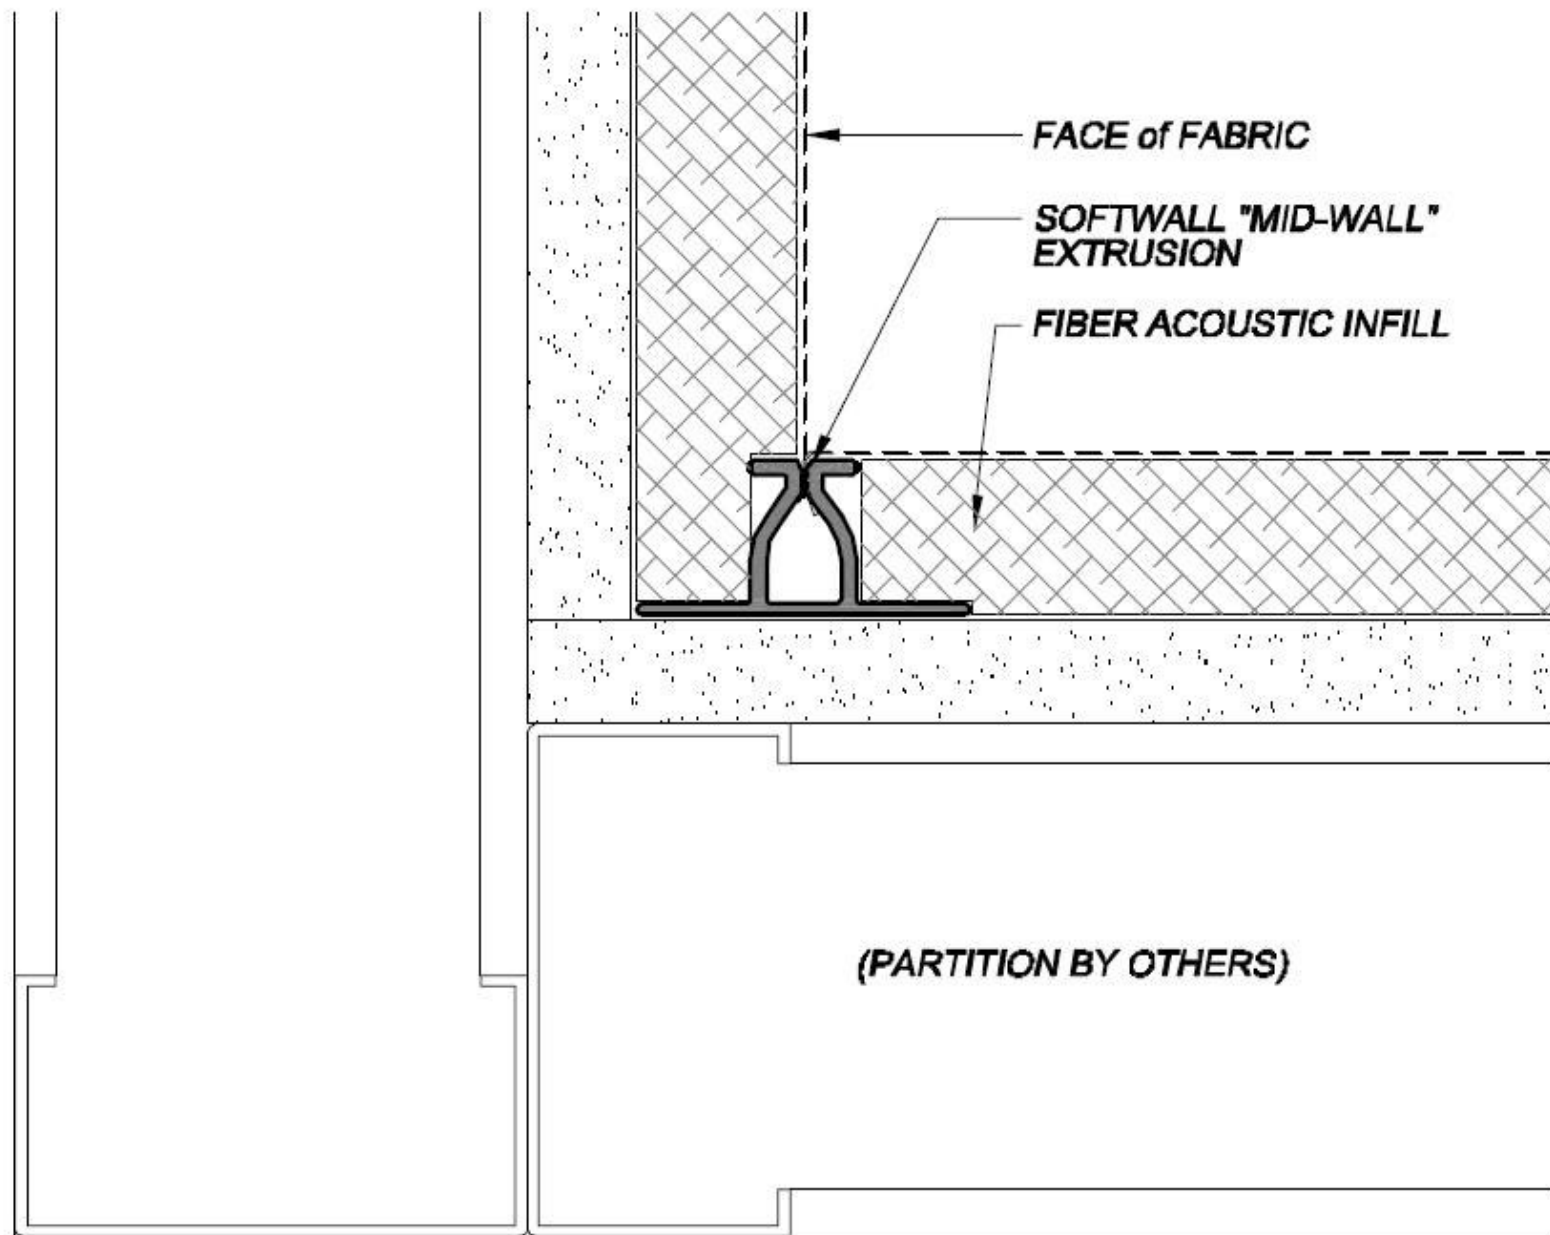 FACE of FABRIC
SOFTWALL "MID-WALL"
EXTRUSION
FIBER ACOUSTIC INFILL
(PARTITION BY OTHERS)